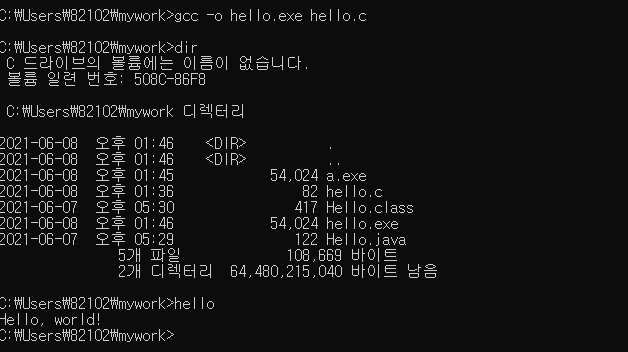 C:₩Users₩82102₩mywork>gcc -o hello.exe hello.c
C:₩Users₩82102₩mywork>dir
C 드라이브의 볼륨에는 이름이 없습니다.
볼륨 일련 번호: 508C-86F8
C:₩Users₩82102₩mywork 디렉터리
2021-06-08 오후 01:46 <DIR> .
2021-06-08 오후 01:46 <DIR> ..
2021-06-08 오후 01:45 54,024 a.exe
2021-06-08 오후 01:36 82 hello.c
2021-06-07 오후 05:30 417 Hello.class
2021-06-08 오후 01:46 54,024 hello.exe
2021-06-07 오후 05:29 122 Hello.java
5개 파일 108,669 바이트
2개 디렉터리 64,480,215,040 바이트 남음
C:₩Users₩82102₩mywork>hello
Hello, world!
C:₩Users₩82102₩mywork>